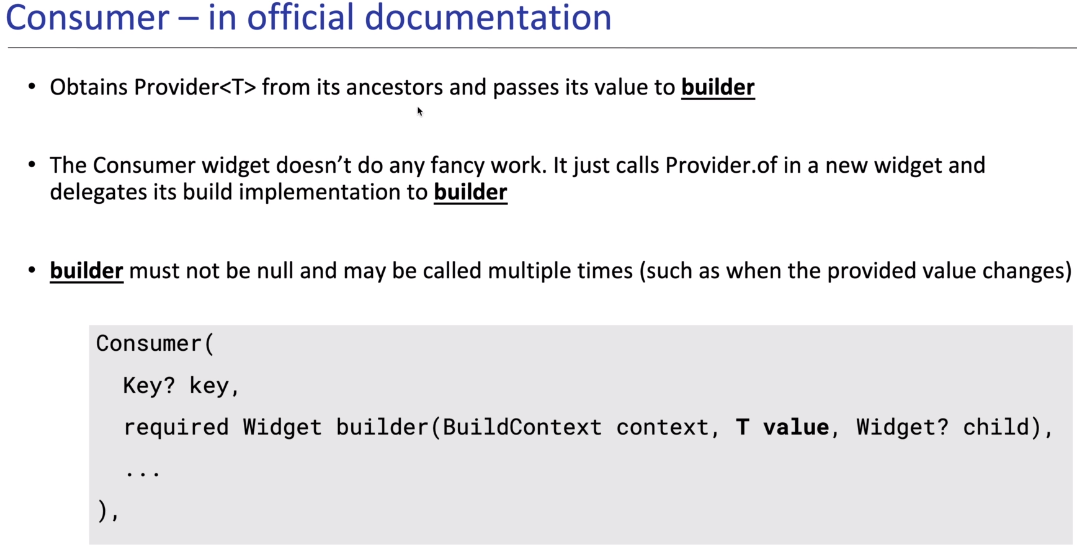 Consumer – in official documentation
• Obtains Provider<T> from its ancestors and passes its value to builder
• The Consumer widget doesn’t do any fancy work. It just calls Provider.of in a new widget and
delegates its build implementation to builder
• builder must not be null and may be called multiple times (such as when the provided value changes)
Consumer(
  Key? key,
  required Widget builder(BuildContext context, T value, Widget? child),
  ...
),